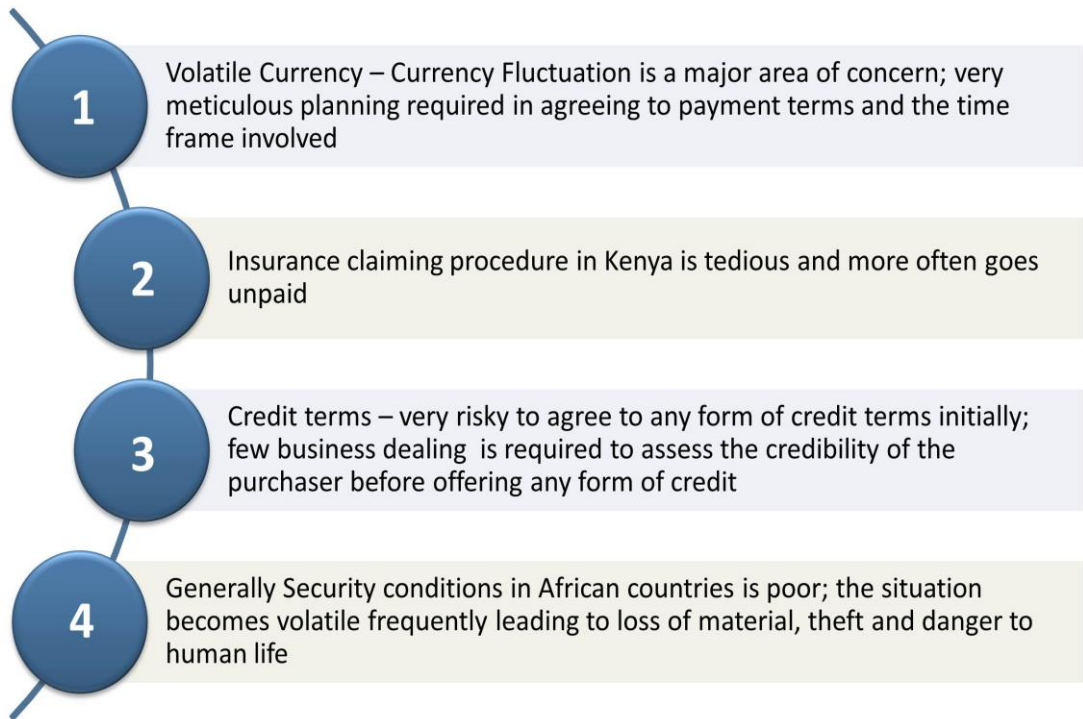 1
Volatile Currency – Currency Fluctuation is a major area of concern; very
meticulous planning required in agreeing to payment terms and the time
frame involved
2
Insurance claiming procedure in Kenya is tedious and more often goes
unpaid
3
Credit terms – very risky to agree to any form of credit terms initially;
few business dealing  is required to assess the credibility of the
purchaser before offering any form of credit
4
Generally Security conditions in African countries is poor; the situation
becomes volatile frequently leading to loss of material, theft and danger to
human life